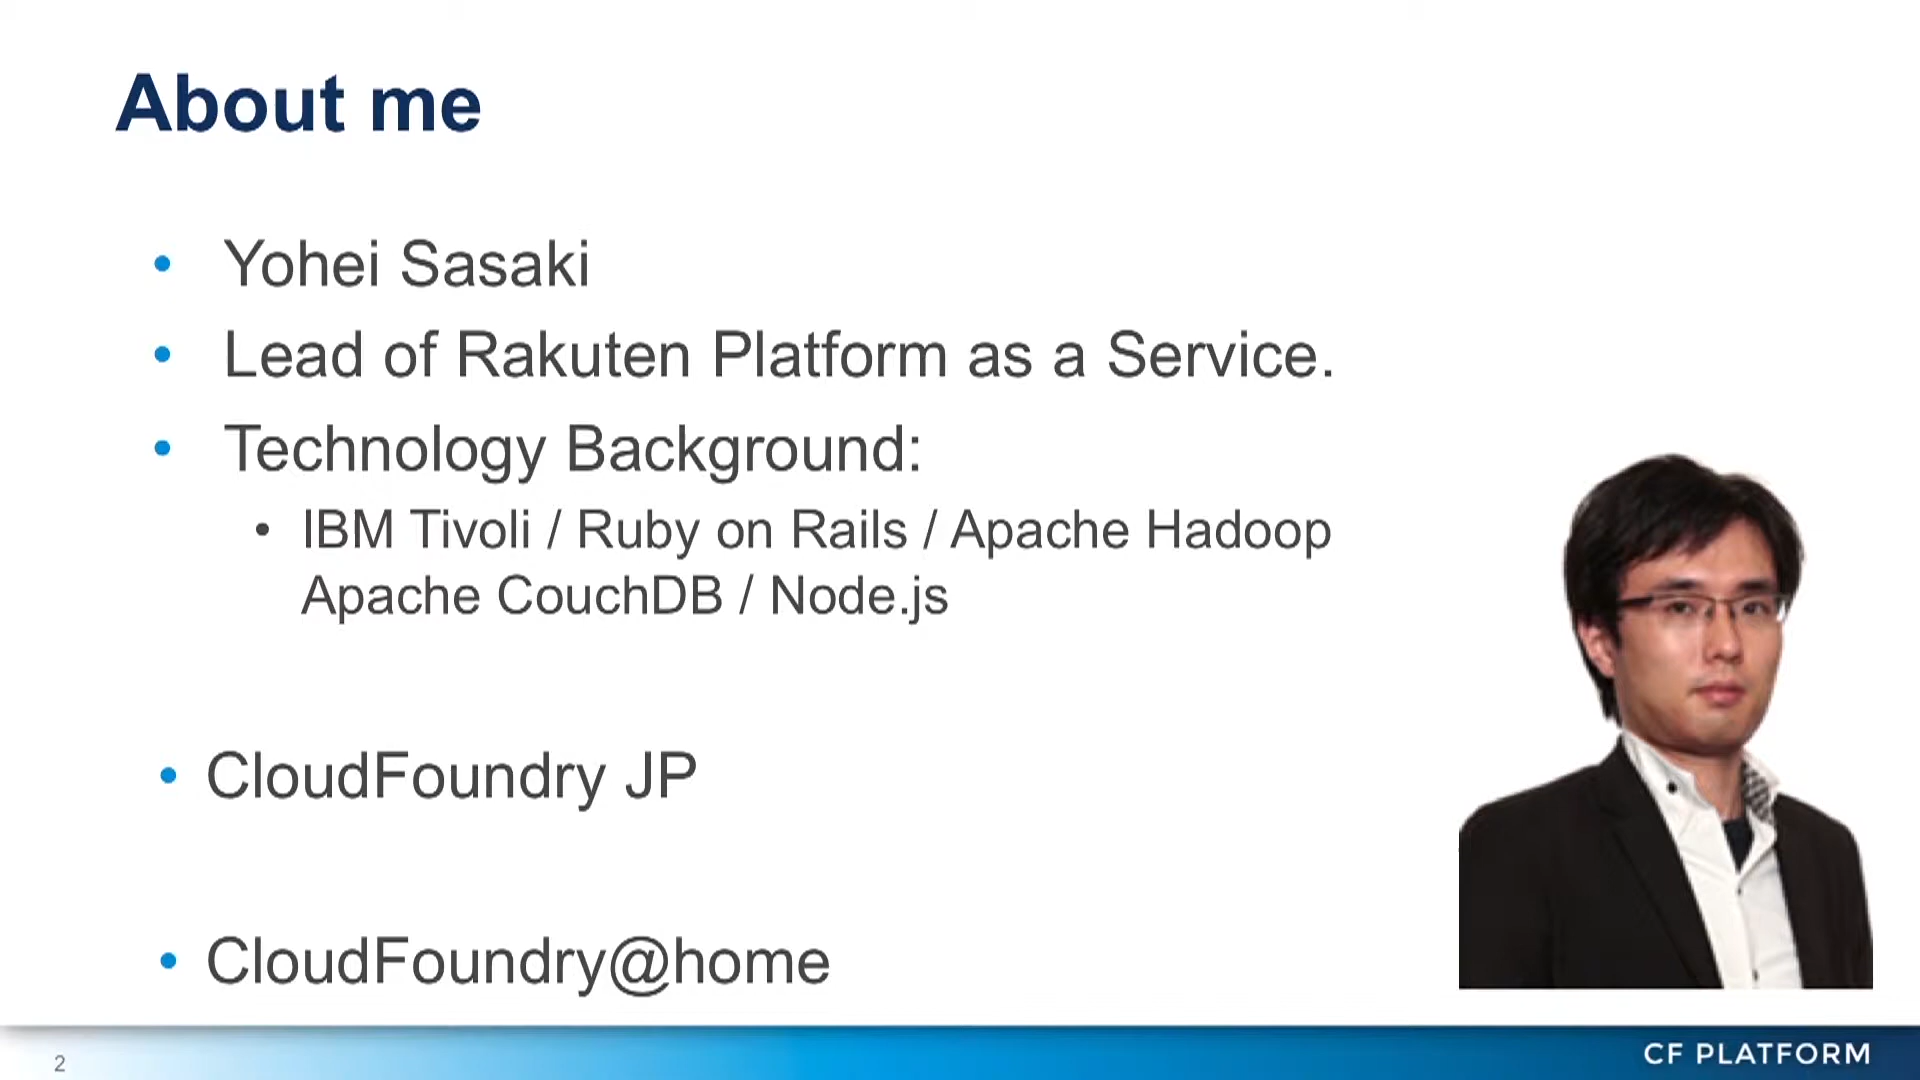 About me
• Yohei Sasaki
• Lead of Rakuten Platform as a Service.
• Technology Background:
• IBM Tivoli / Ruby on Rails / Apache Hadoop
Apache CouchDB / Node.js
• CloudFoundry JP
• CloudFoundry@home
2
CF PLATFORM